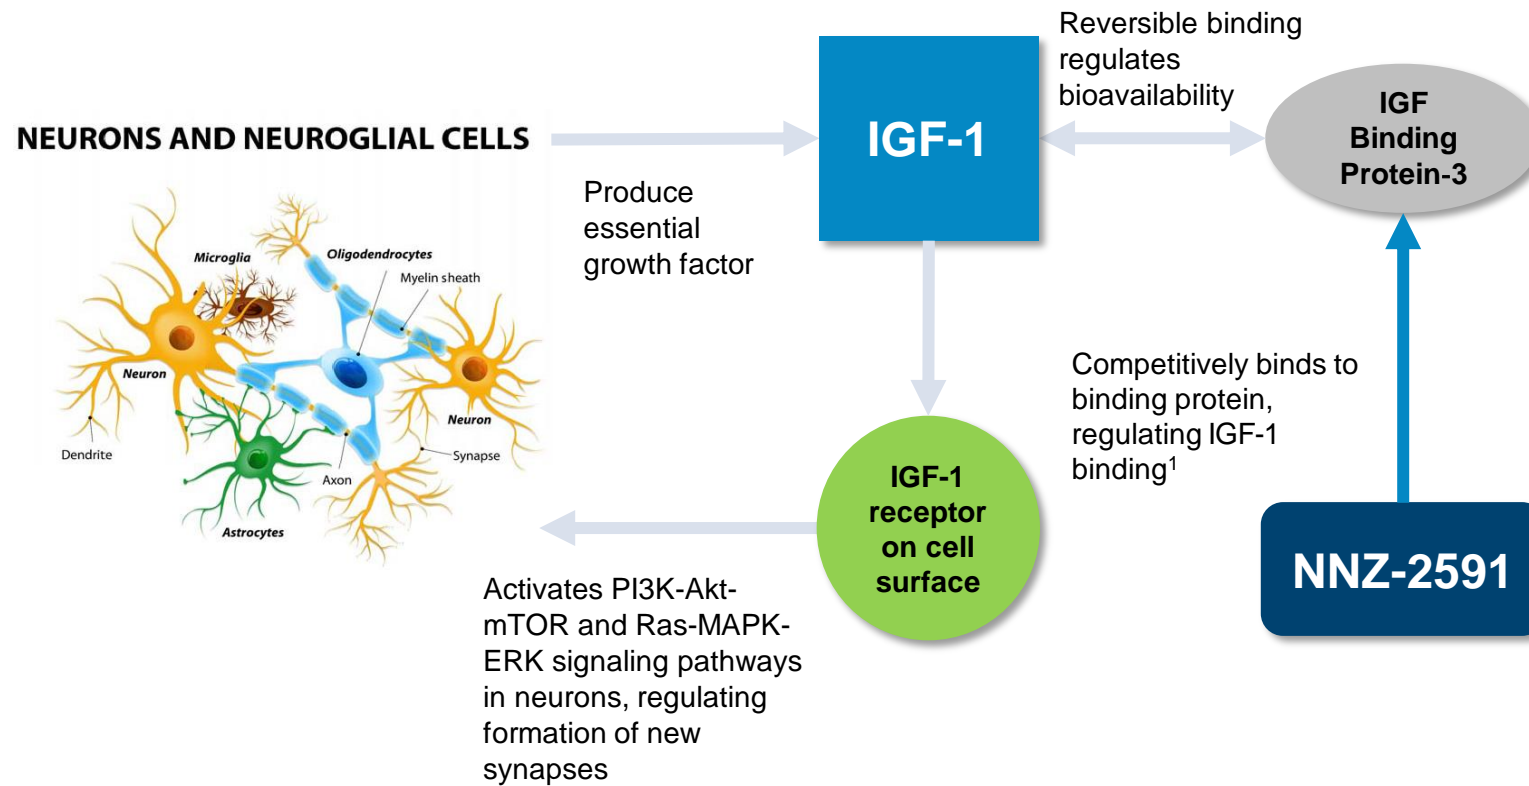 Reversible binding
regulates
bioavailability
IGF
Binding
Protein-3
NEURONS AND NEUROGLIAL CELLS
IGF-1
Produce
essential
growth factor
Microglia
Oligodendrocytes
Myelin sheath
Neuron
Neuron
Dendrite
Synapse
Axon
Astrocytes
Competitively binds to
binding protein,
regulating IGF-1
binding¹
IGF-1
receptor
on cell
surface
NNZ-2591
Activates PI3K-Akt-
mTOR and Ras-MAPK-
ERK signaling pathways
in neurons, regulating
formation of new
synapses